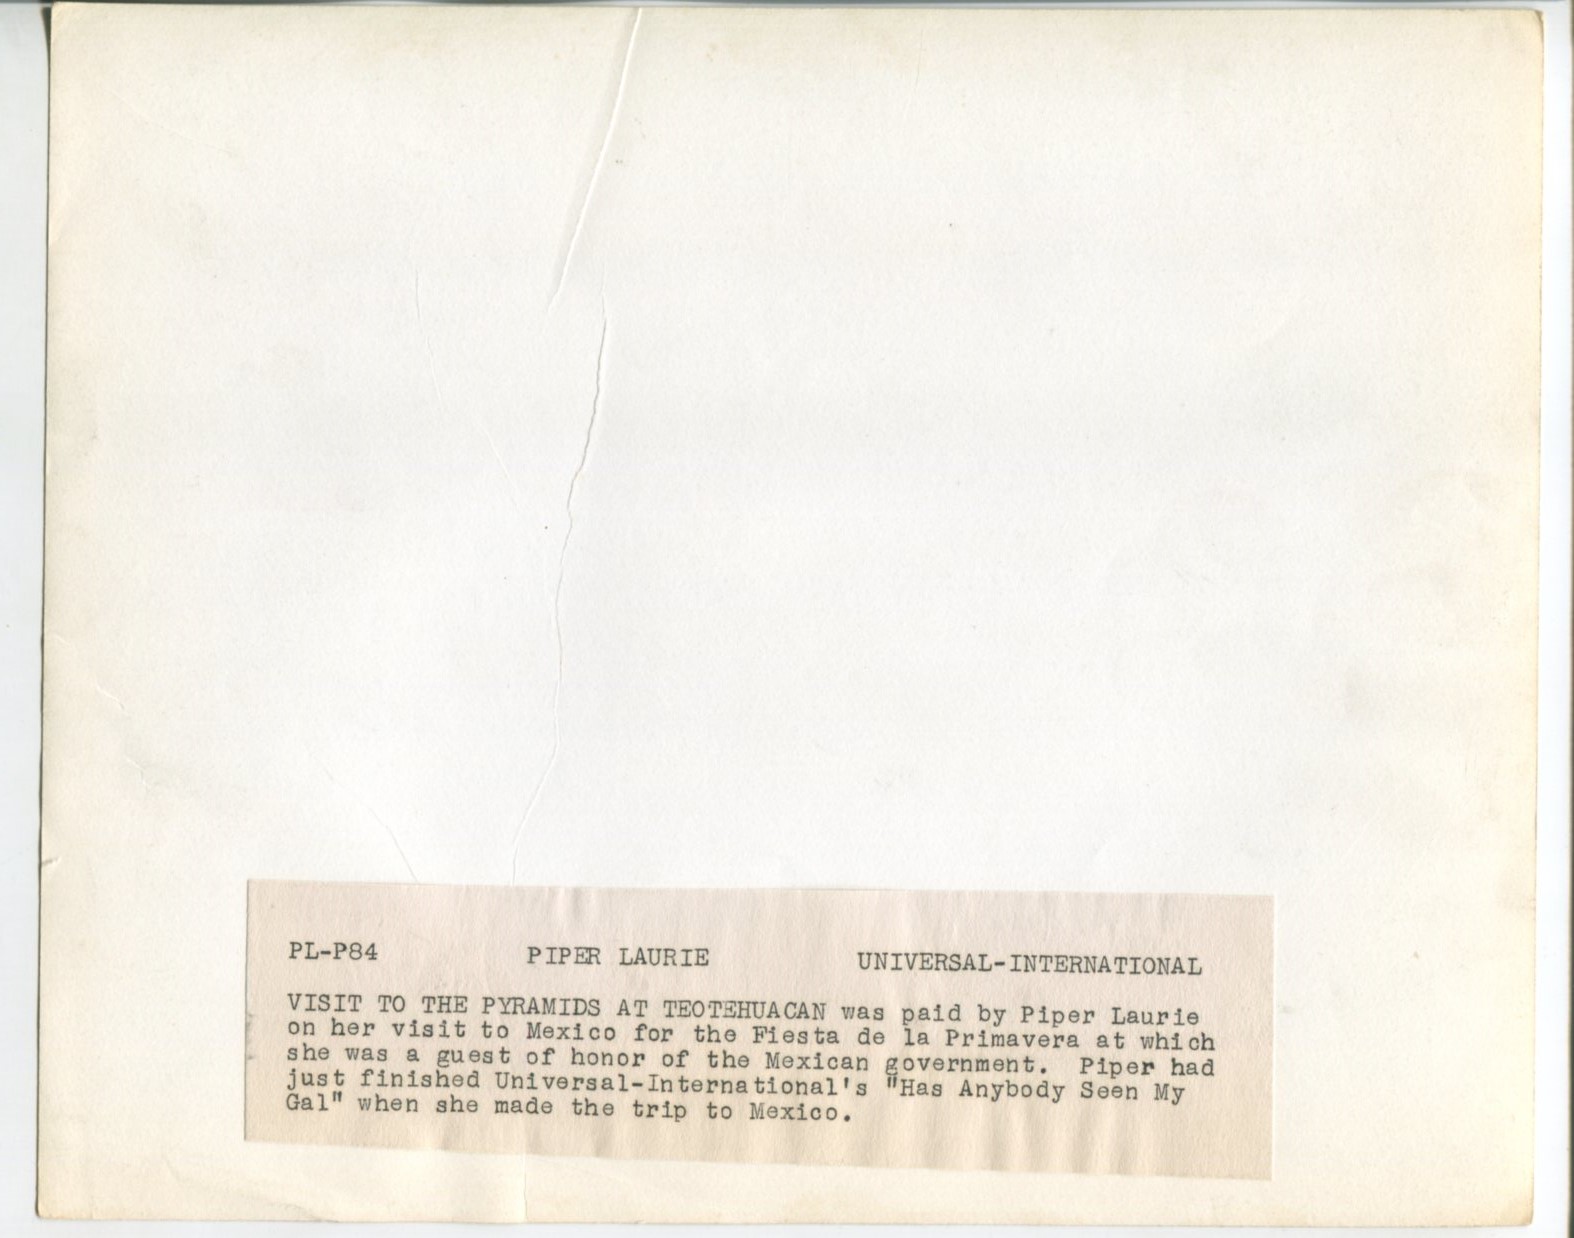 PL-P84 PIPER LAURIE UNIVERSAL-INTERNATIONAL
VISIT TO THE PYRAMIDS AT TEOTEHUACAN was paid by Piper Laurie
on her visit to Mexico for the Fiesta de la Primavera at which
she was a guest of honor of the Mexican government. Piper had
just finished Universal-International's "Has Anybody Seen My
Gal" when she made the trip to Mexico.